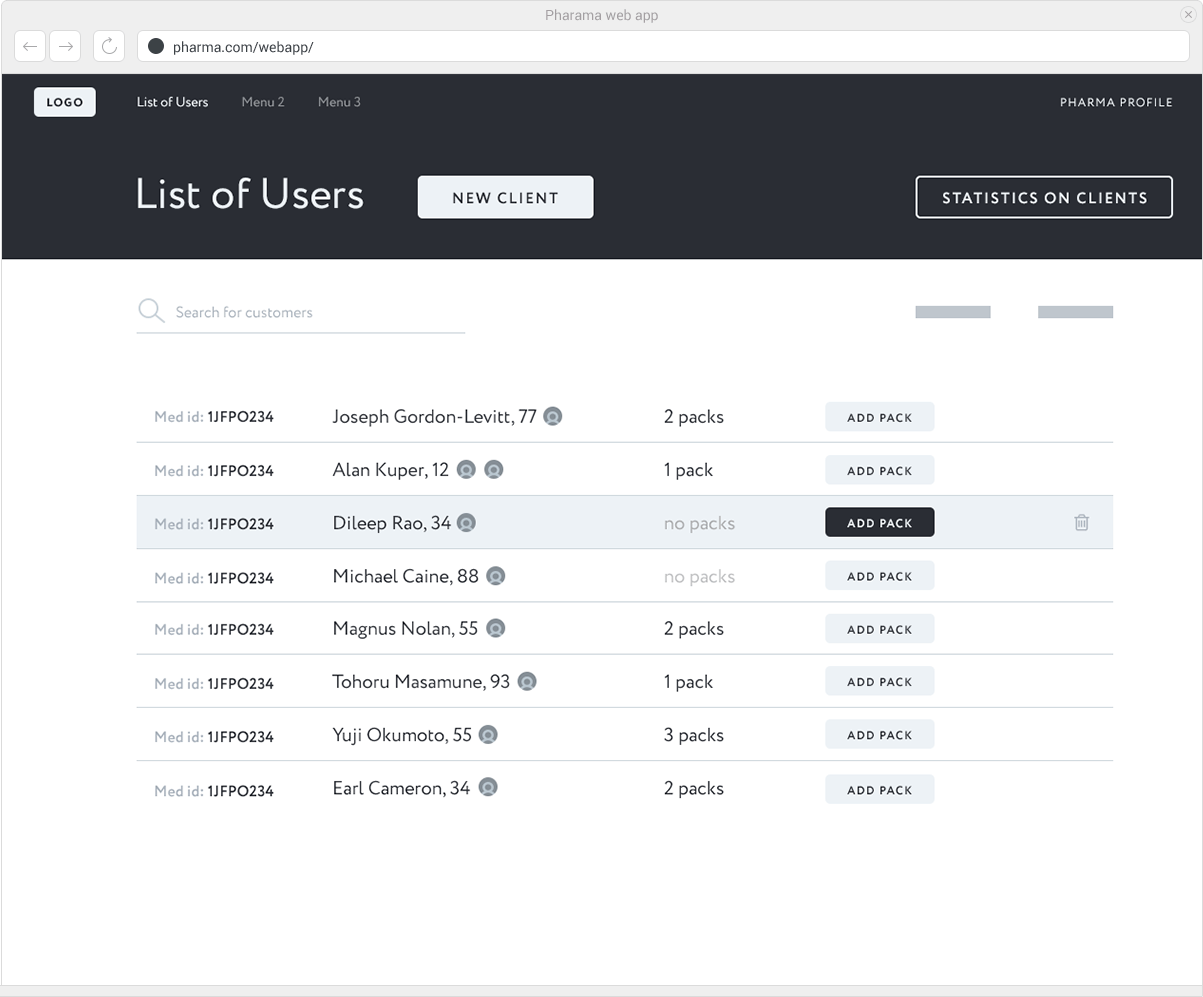 Pharama web app
pharma.com/webapp/
LOGO List of Users Menu 2 Menu 3 PHARMA PROFILE
List of Users NEW CLIENT STATISTICS ON CLIENTS
Search for customers
Med id: 1JFPO234 Joseph Gordon-Levitt, 77 2 packs ADD PACK
Med id: 1JFPO234 Alan Kuper, 12 1 pack ADD PACK
Med id: 1JFPO234 Dileep Rao, 34 no packs ADD PACK
Med id: 1JFPO234 Michael Caine, 88 no packs ADD PACK
Med id: 1JFPO234 Magnus Nolan, 55 2 packs ADD PACK
Med id: 1JFPO234 Tohoru Masamune, 93 1 pack ADD PACK
Med id: 1JFPO234 Yuji Okumoto, 55 3 packs ADD PACK
Med id: 1JFPO234 Earl Cameron, 34 2 packs ADD PACK